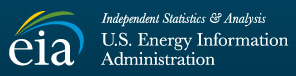 eia
Independent Statistics & Analysis
U.S. Energy Information
Administration